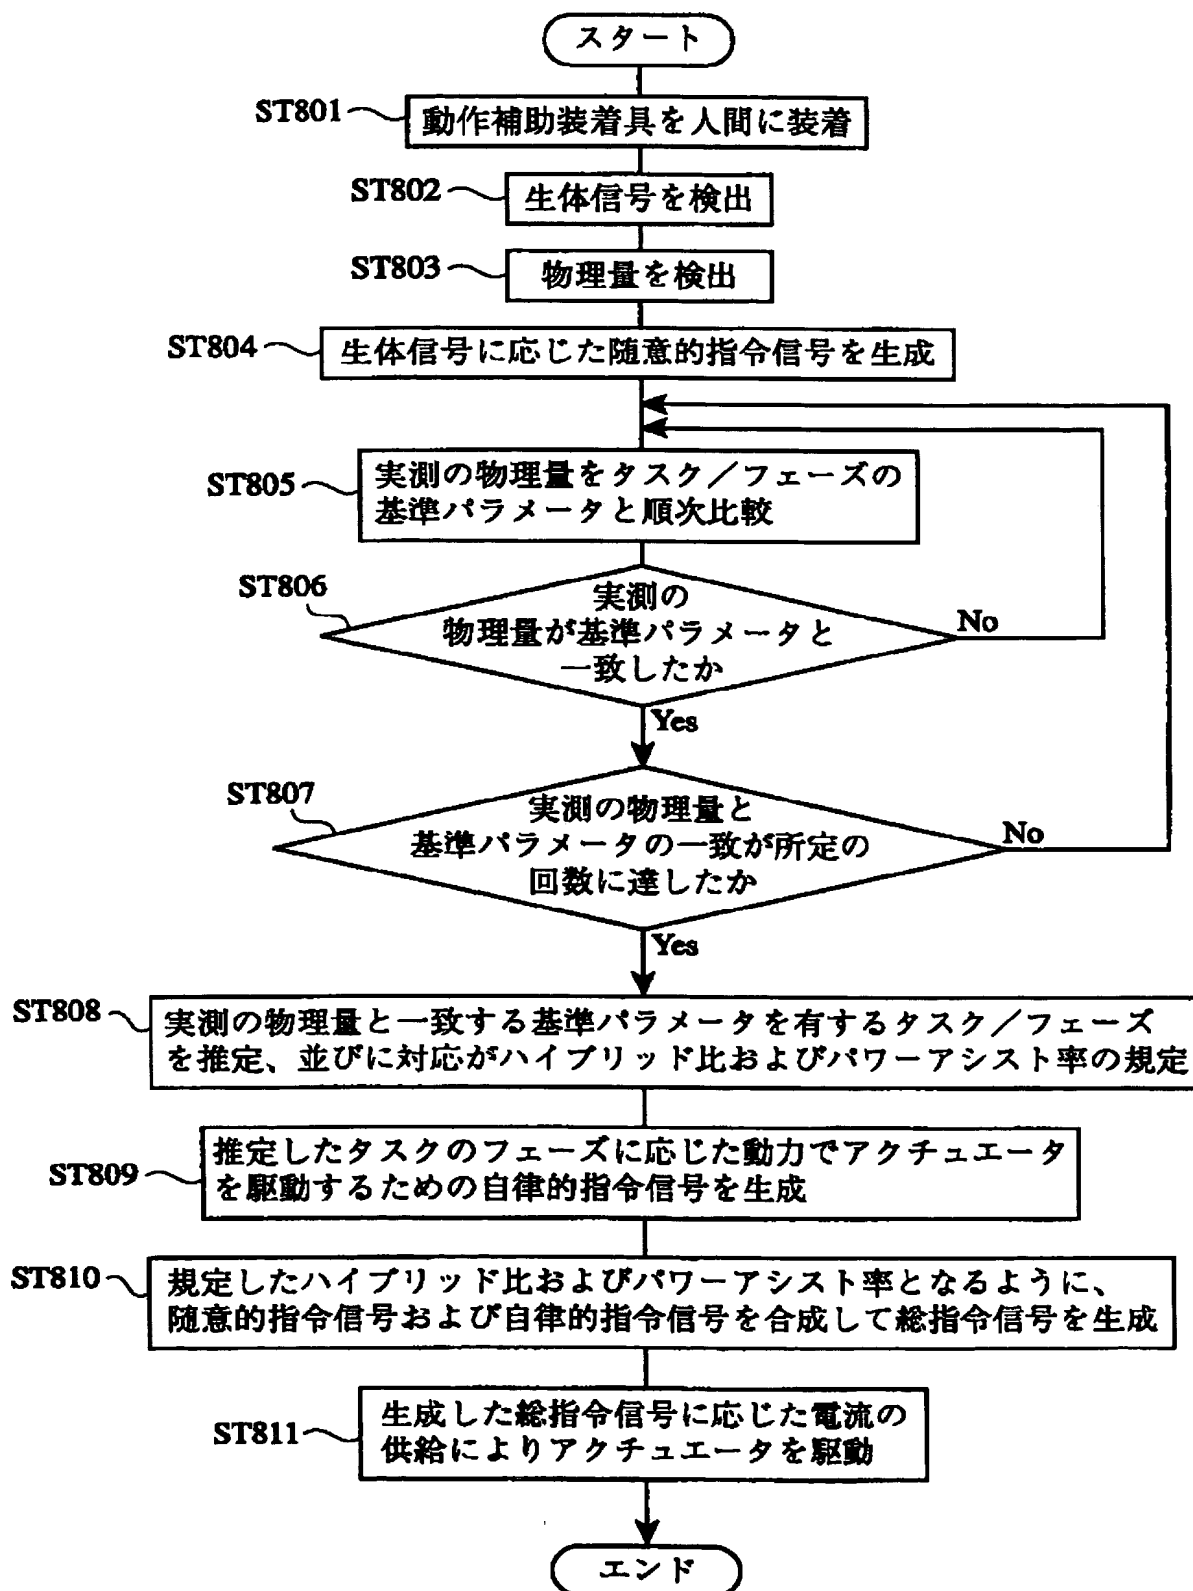 スタート
ST801
動作補助装着具を人間に装着
ST802
生体信号を検出
ST803
物理量を検出
ST804
生体信号に応じた随意的指令信号を生成
ST805
実測の物理量をタスク／フェーズの
基準パラメータと順次比較
ST806
実測の
物理量が基準パラメータと
一致したか
No
Yes
ST807
実測の物理量と
基準パラメータの一致が所定の
回数に達したか
No
Yes
ST808
実測の物理量と一致する基準パラメータを有するタスク／フェーズ
を推定、並びに対応がハイブリッド比およびパワーアシスト率の規定
ST809
推定したタスクのフェーズに応じた動力でアクチュエータ
を駆動するための自律的指令信号を生成
ST810
規定したハイブリッド比およびパワーアシスト率となるように、
随意的指令信号および自律的指令信号を合成して総指令信号を生成
ST811
生成した総指令信号に応じた電流の
供給によりアクチュエータを駆動
エンド